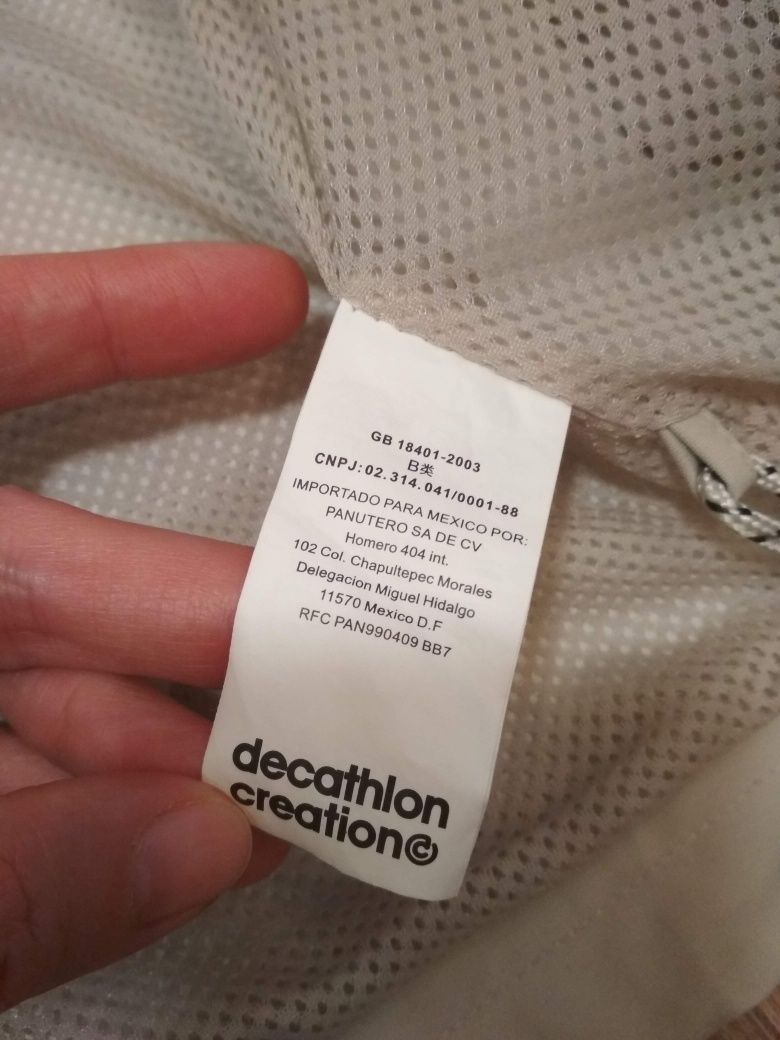 GB 18401-2003
B类
CNPJ:02.314.041/0001-88
IMPORTADO PARA MEXICO POR:
PANUTERO SA DE CV
Homero 404 int.
102 Col. Chapultepec Morales
Delegacion Miguel Hidalgo
11570 Mexico D.F
RFC PAN990409 BB7
decathlon
creation©